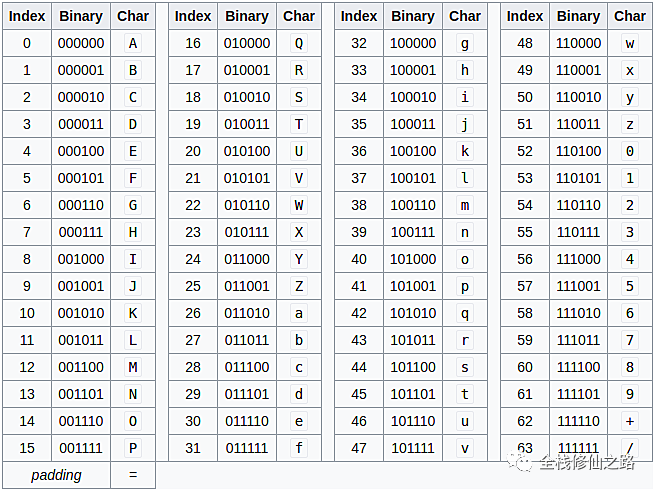 Index Binary Char Index Binary Char Index Binary Char Index Binary Char
0 000000 A 16 010000 Q 32 100000 g 48 110000 w
1 000001 B 17 010001 R 33 100001 h 49 110001 x
2 000010 C 18 010010 S 34 100010 i 50 110010 y
3 000011 D 19 010011 T 35 100011 j 51 110011 z
4 000100 E 20 010100 U 36 100100 k 52 110100 0
5 000101 F 21 010101 V 37 100101 l 53 110101 1
6 000110 G 22 010110 W 38 100110 m 54 110110 2
7 000111 H 23 010111 X 39 100111 n 55 110111 3
8 001000 I 24 011000 Y 40 101000 o 56 111000 4
9 001001 J 25 011001 Z 41 101001 p 57 111001 5
10 001010 K 26 011010 a 42 101010 q 58 111010 6
11 001011 L 27 011011 b 43 101011 r 59 111011 7
12 001100 M 28 011100 c 44 101100 s 60 111100 8
13 001101 N 29 011101 d 45 101101 t 61 111101 9
14 001110 O 30 011110 e 46 101110 u 62 111110 +
15 001111 P 31 011111 f 47 101111 v 63 111111 /
padding =
全栈修仙之路